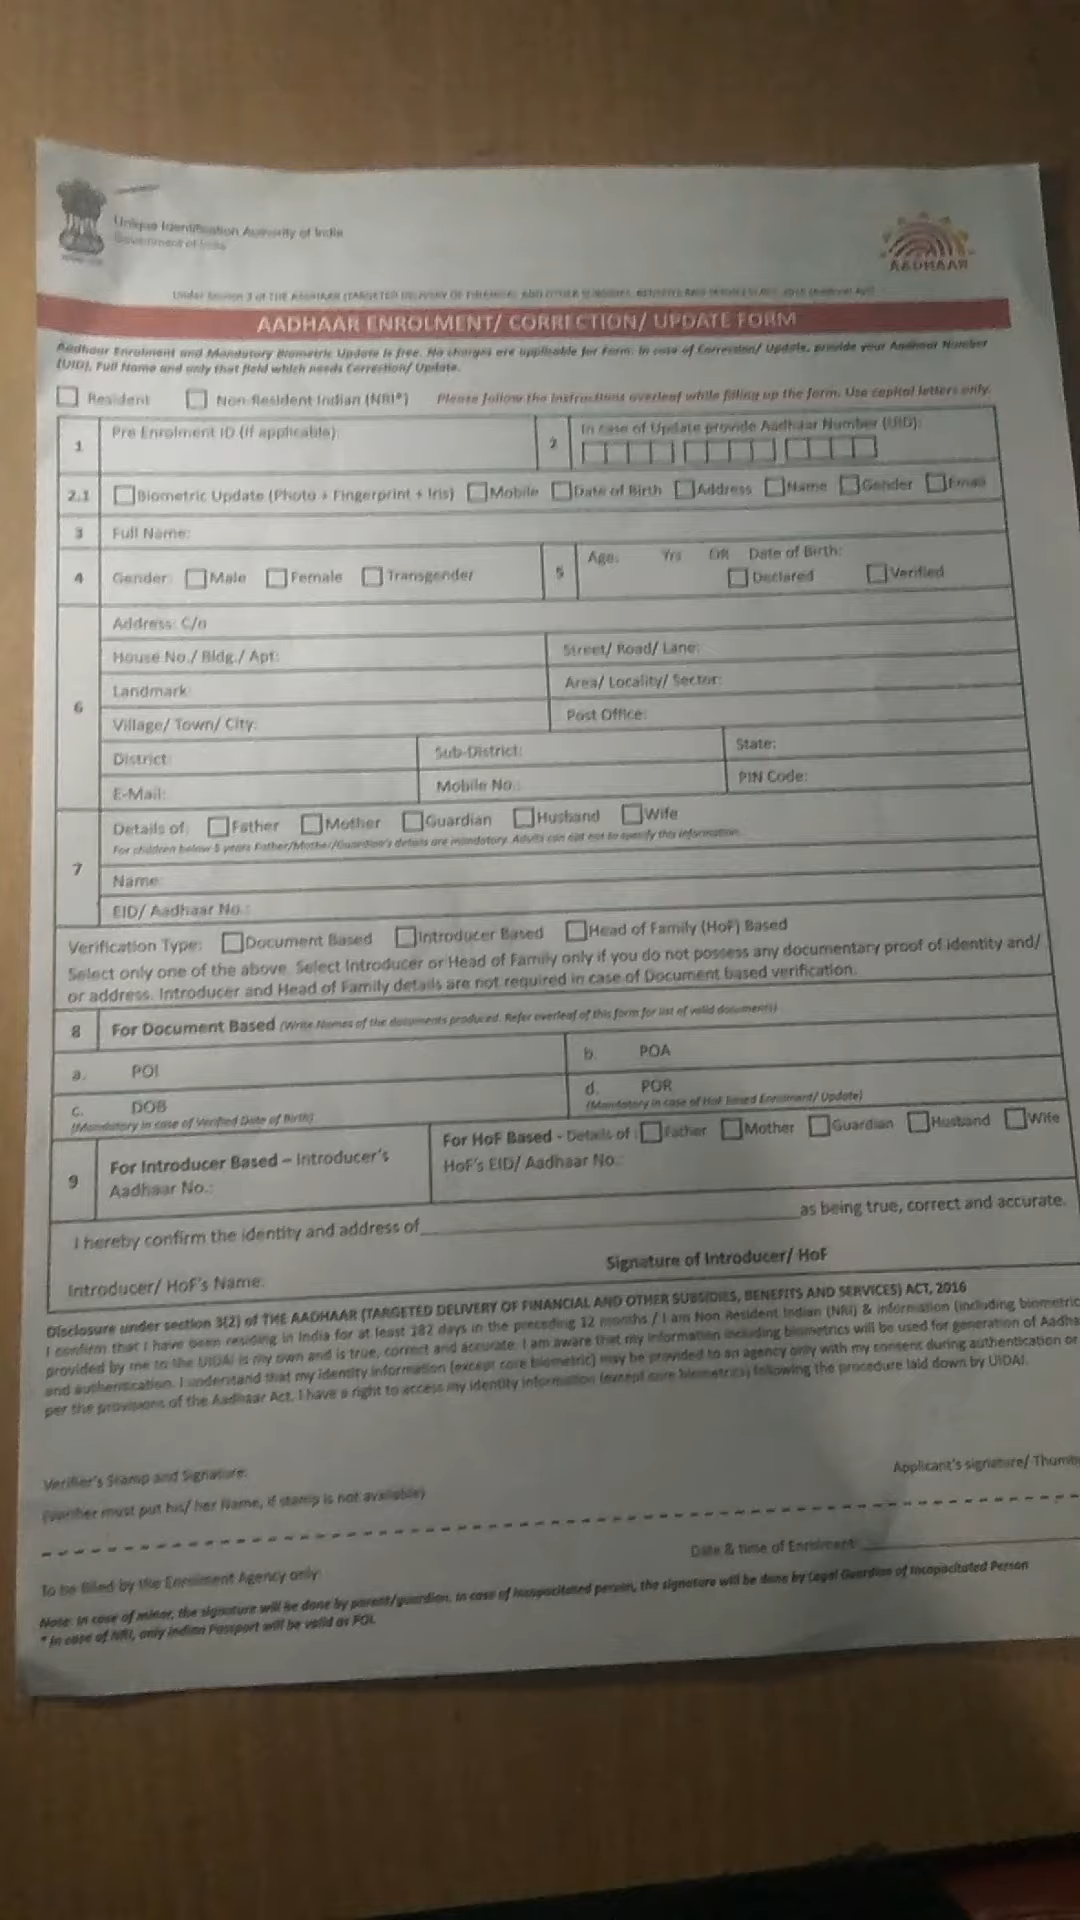 Unique Identification Authority of India
Government of India
AADHAAR
Under Section 3 of THE AADHAAR (TARGETED DELIVERY OF FINANCIAL AND OTHER SUBSIDIES, BENEFITS AND SERVICES) ACT, 2016
AADHAAR ENROLMENT/ CORRECTION/ UPDATE FORM
Aadhaar Enrolment and Mandatory Biometric Update is free. No charges are applicable for Form. In case of Correction/ Update, provide your Aadhaar Number
(UID), Full Name and only that field which needs Correction/ Update.
Resident Non-Resident Indian (NRI*) Please follow the instructions overleaf while filling up the form. Use capital letters only.
1 Pre Enrolment ID (if applicable): 2 In case of Update provide Aadhaar Number (UID):
2.1 Biometric Update (Photo + Fingerprint + Iris) Mobile Date of Birth Address Name Gender Email
3 Full Name:
4 Gender: Male Female Transgender 5 Age: Yrs OR Date of Birth:
Declared Verified
6 Address: C/o
House No./ Bldg./ Apt: Street/ Road/ Lane:
Landmark Area/ Locality/ Sector:
Village/ Town/ City: Post Office:
District: Sub-District: State:
E-Mail: Mobile No.: PIN Code:
7 Details of: Father Mother Guardian Husband Wife
For children below 5 years Father/Mother/Guardian's details are mandatory. Adults can opt not to specify this information.
Name
EID/ Aadhaar No.:
Verification Type: Document Based Introducer Based Head of Family (HoF) Based
Select only one of the above. Select Introducer or Head of Family only if you do not possess any documentary proof of identity and/
or address. Introducer and Head of Family details are not required in case of Document based verification.
8 For Document Based (Write Names of the documents produced. Refer overleaf of this form for list of valid documents)
a. POI b. POA
c. DOB d. POR
(Mandatory in case of Verified Date of Birth) (Mandatory in case of HoF based Enrolment/ Update)
9 For Introducer Based – Introducer's
Aadhaar No.:
For HoF Based - Details of : Father Mother Guardian Husband Wife
HoF's EID/ Aadhaar No.:
I hereby confirm the identity and address of as being true, correct and accurate.
Introducer/ HoF's Name: Signature of Introducer/ HoF
Disclosure under section 3(2) of THE AADHAAR (TARGETED DELIVERY OF FINANCIAL AND OTHER SUBSIDIES, BENEFITS AND SERVICES) ACT, 2016
I confirm that I have been residing in India for at least 182 days in the preceding 12 months / I am Non Resident Indian (NRI) & information (including biometric
provided by me to the UIDAI is my own and is true, correct and accurate. I am aware that my information including biometrics will be used for generation of Aadha
and authentication. I understand that my identity information (except core biometric) may be provided to an agency only with my consent during authentication or
per the provisions of the Aadhaar Act. I have a right to access my identity information (except core biometrics) following the procedure laid down by UIDAI.
Verifier's Stamp and Signature: Applicant's signature/ Thumb
(Verifier must put his/ her Name, if stamp is not available)
To be filled by the Enrolment Agency only: Date & time of Enrolment:
Note: In case of minor, the signature will be done by parent/guardian. In case of Incapacitated person, the signature will be done by Legal Guardian of Incapacitated Person
* In case of NRI, only Indian Passport will be valid as POI.